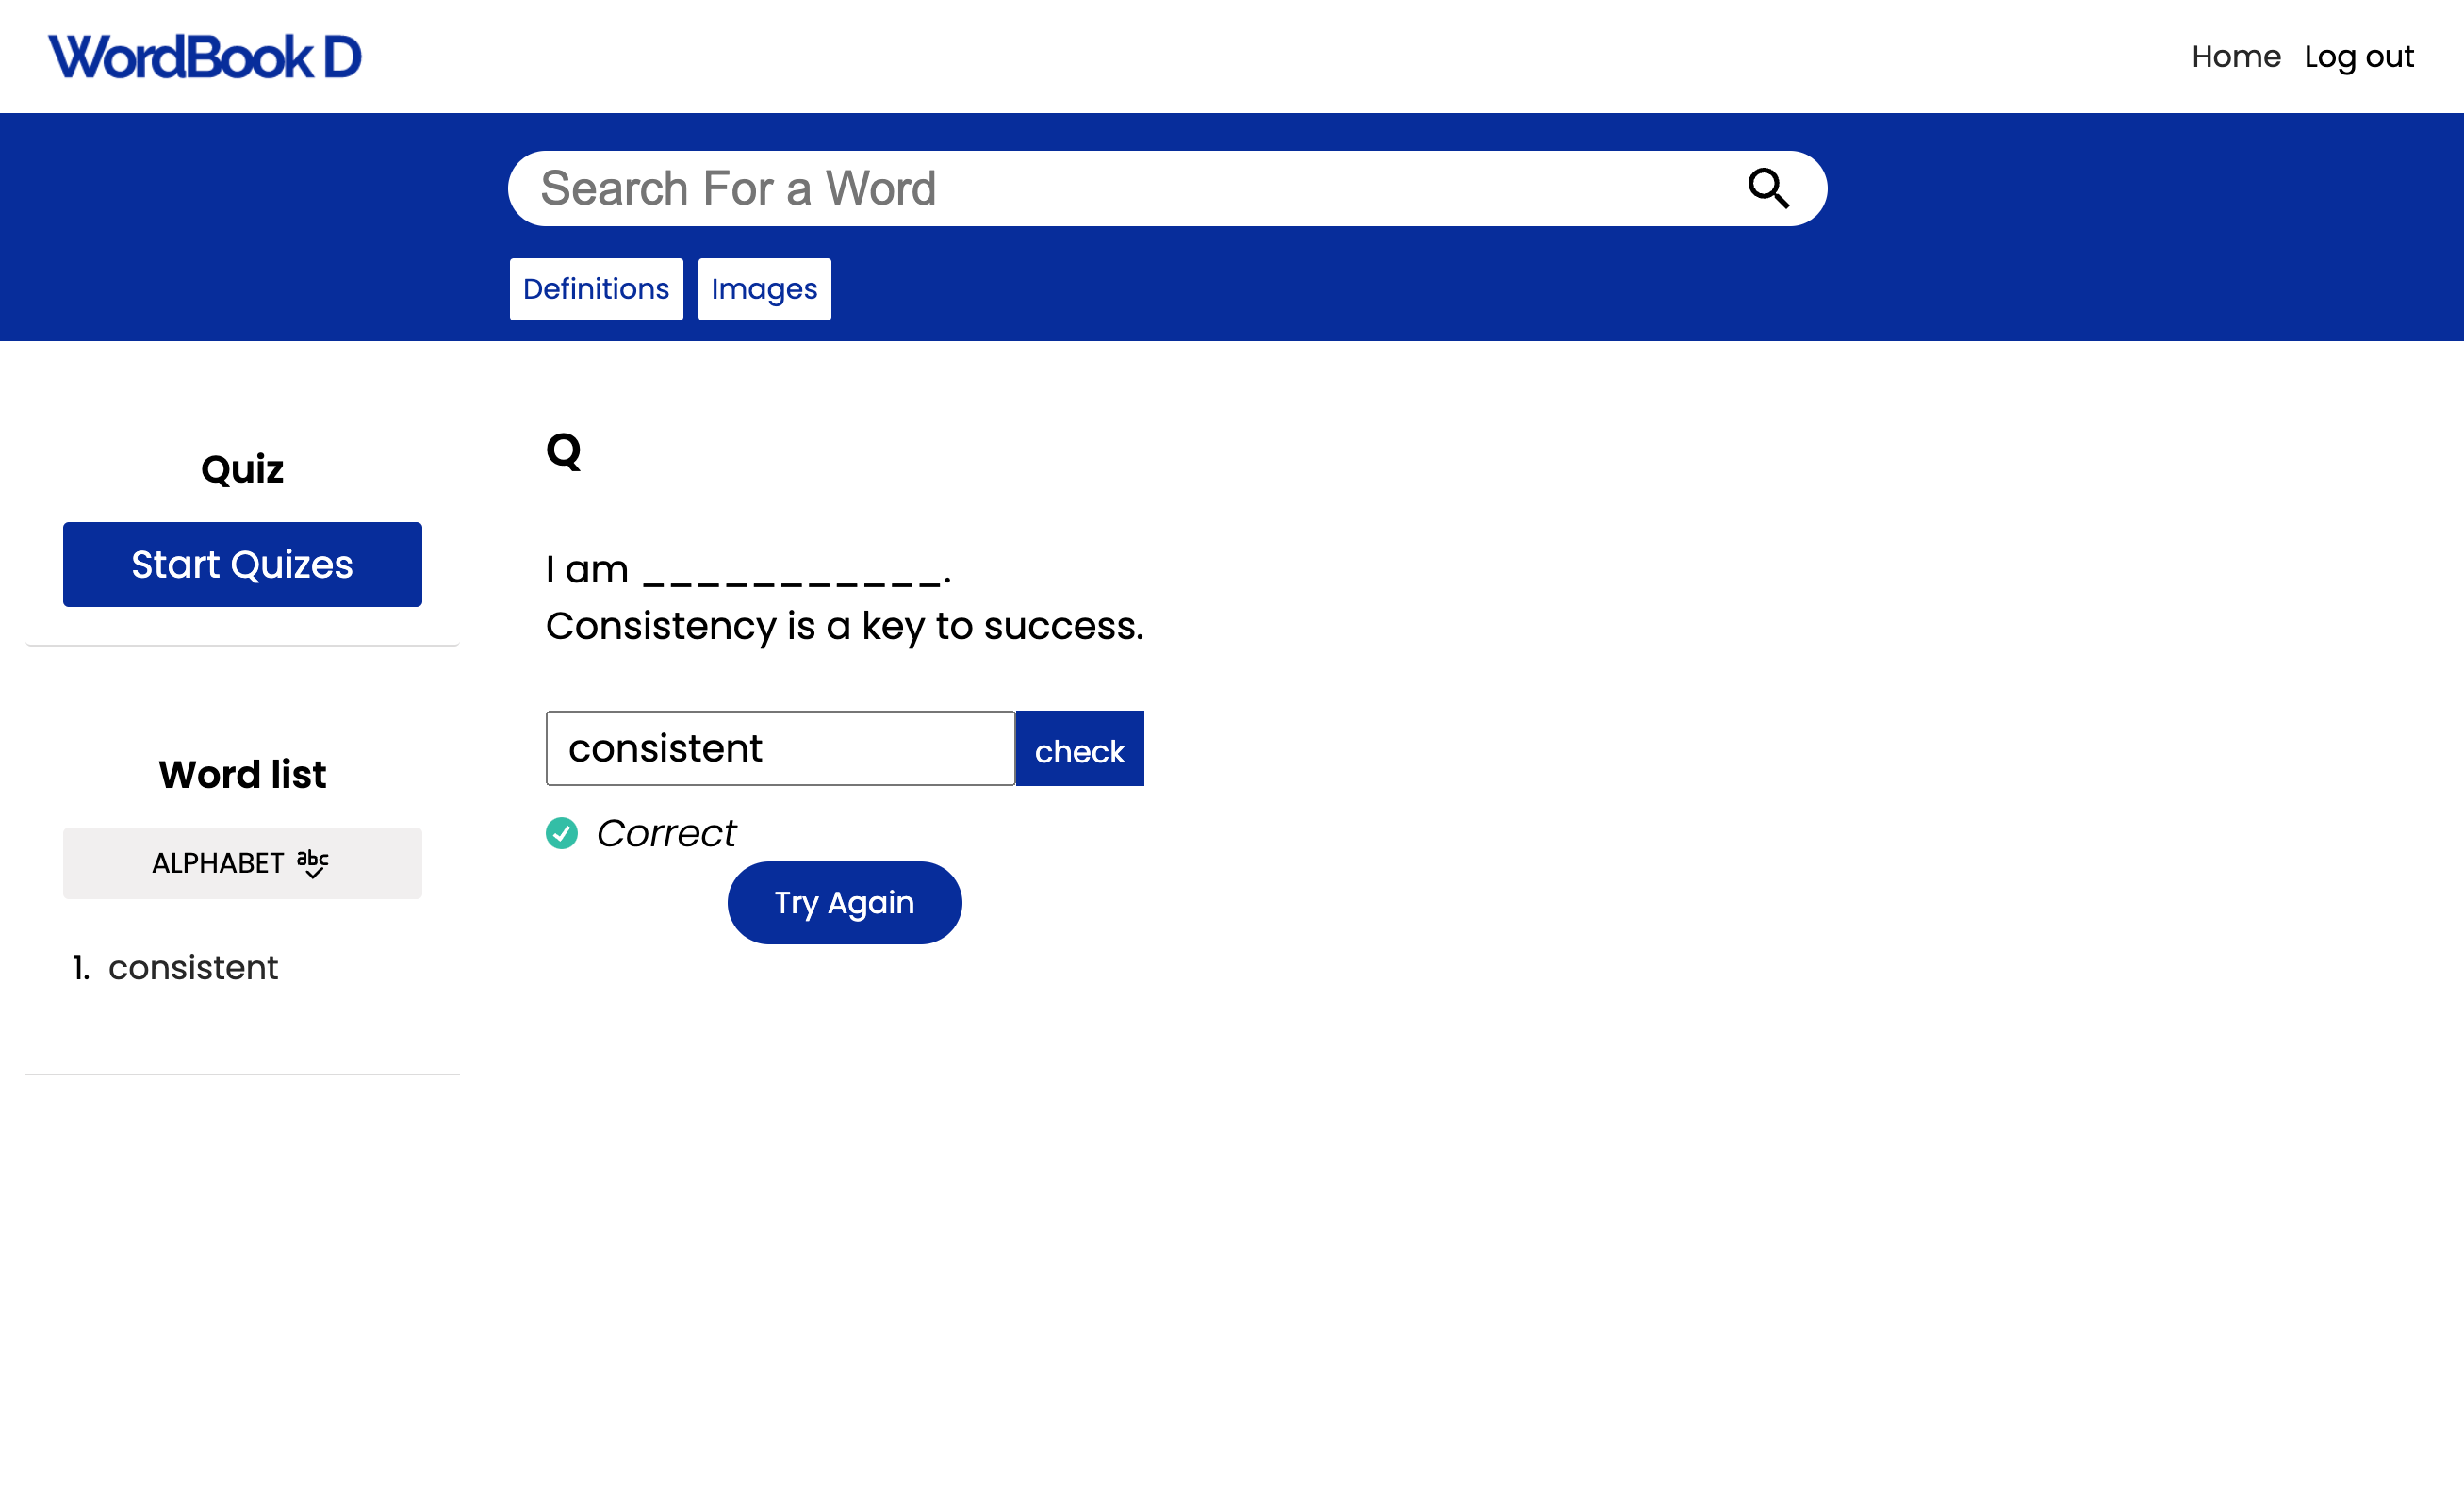 WordBook D
Home Log out
Search For a Word
Definitions Images
Quiz
Start Quizes
Word list
ALPHABET abc
1. consistent
Q
I am ___________.
Consistency is a key to success.
consistent check
Correct
Try Again